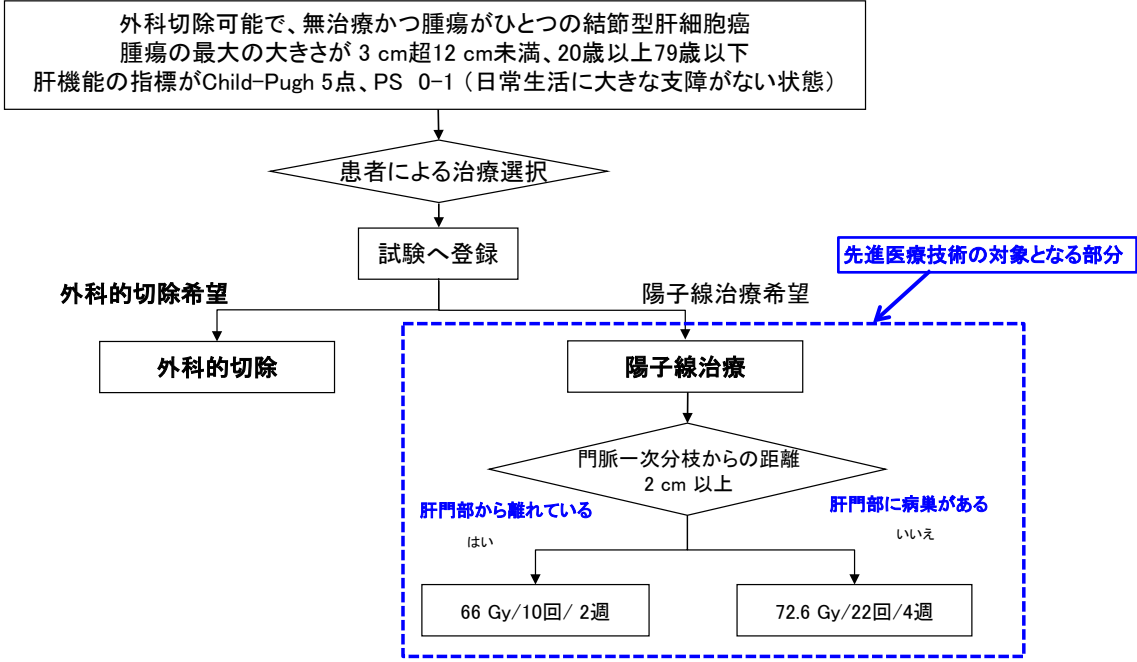 外科切除可能で、無治療かつ腫瘍がひとつの結節型肝細胞癌
腫瘍の最大の大きさが 3 cm超12 cm未満、20歳以上79歳以下
肝機能の指標がChild-Pugh 5点、PS 0-1（日常生活に大きな支障がない状態）
患者による治療選択
試験へ登録
先進医療技術の対象となる部分
外科的切除希望
陽子線治療希望
外科的切除
陽子線治療
門脈一次分枝からの距離
2 cm 以上
肝門部から離れている
肝門部に病巣がある
はい
いいえ
66 Gy/10回/ 2週
72.6 Gy/22回/4週